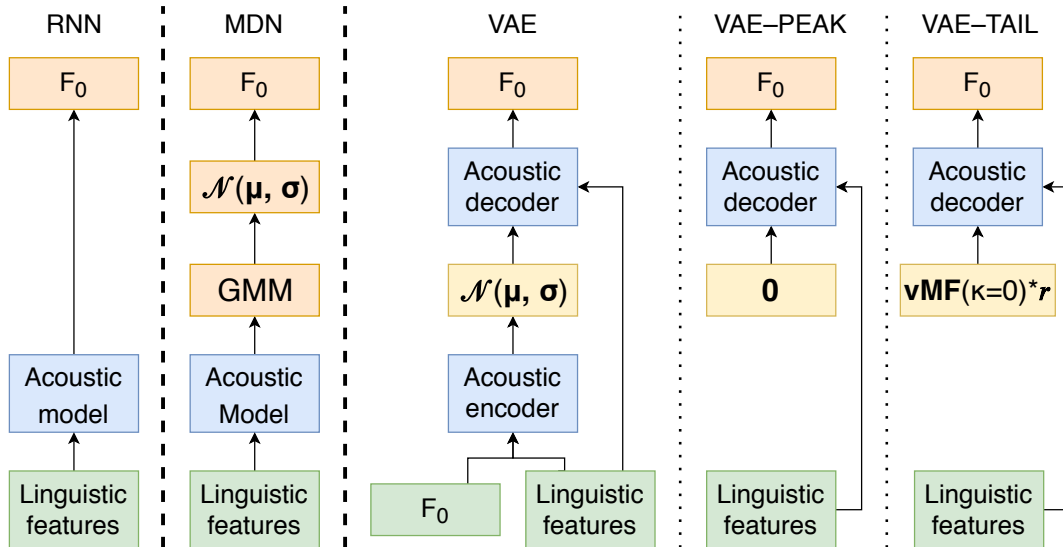 RNN
F₀
Acoustic
model
Linguistic
features
MDN
F₀
𝒩(μ, σ)
GMM
Acoustic
Model
Linguistic
features
VAE
F₀
Acoustic
decoder
𝒩(μ, σ)
Acoustic
encoder
F₀
Linguistic
features
VAE–PEAK
F₀
Acoustic
decoder
0
Linguistic
features
VAE–TAIL
F₀
Acoustic
decoder
vMF(κ=0)*r
Linguistic
features